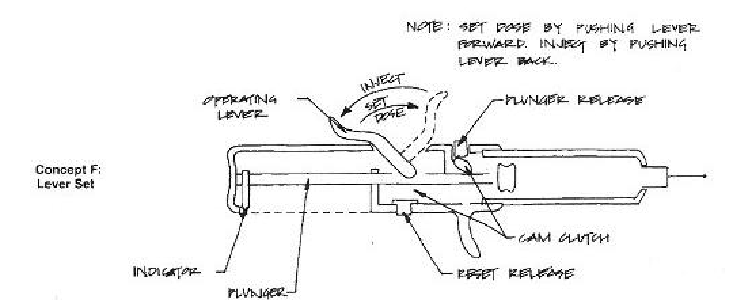 NOTE: SET DOSE BY PUSHING LEVER
FORWARD. INJECT BY PUSHING
LEVER BACK.
INJECT
SET
DOSE
OPERATING
LEVER
PLUNGER RELEASE
Concept F:
Lever Set
CAM CLUTCH
INDICATOR
RESET RELEASE
PLUNGER